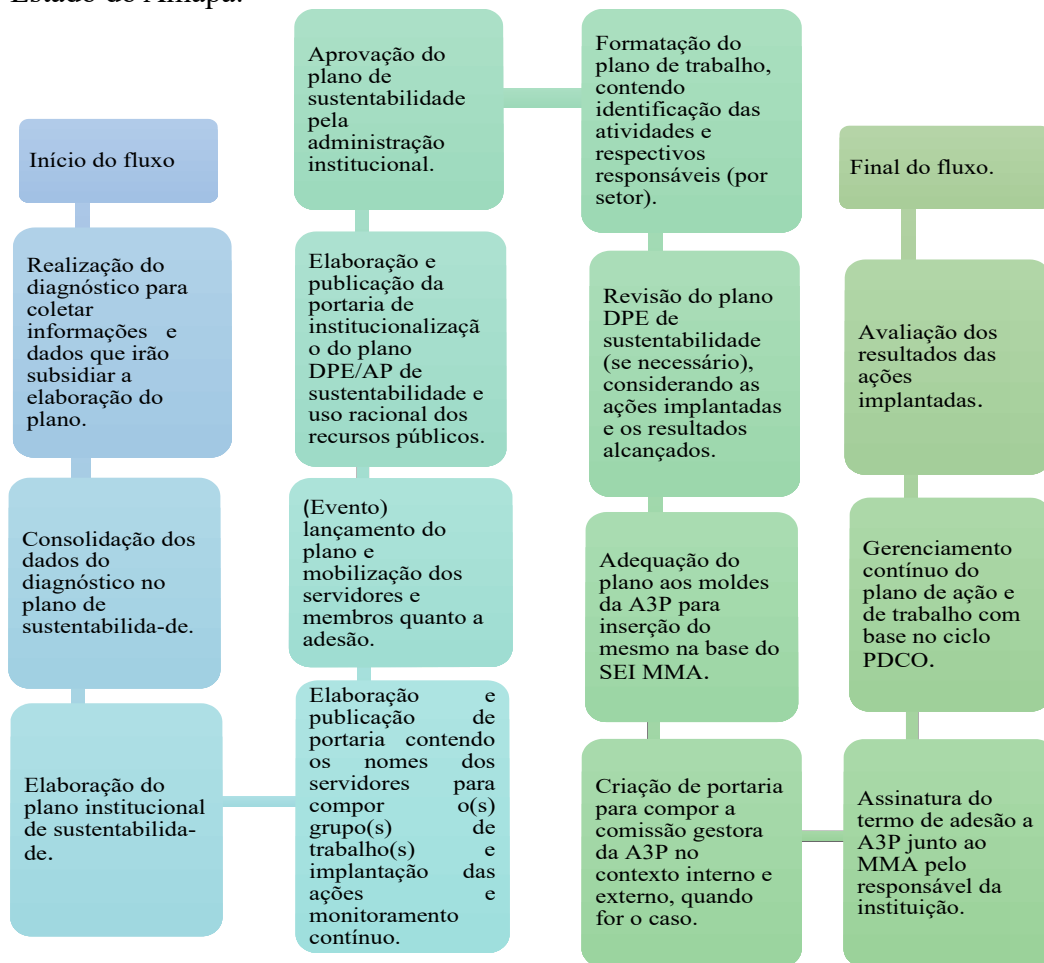 Estado do Amapá.
Início do fluxo
Realização do
diagnóstico para
coletar
informações e
dados que irão
subsidiar a
elaboração do
plano.
Consolidação dos
dados do
diagnóstico no
plano de
sustentabilida-de.
Elaboração do
plano institucional
de sustentabilida-
de.
Elaboração e
publicação de
portaria contendo
os nomes dos
servidores para
compor o(s)
grupo(s) de
trabalho(s) e
implantação das
ações e
monitoramento
contínuo.
(Evento)
lançamento do
plano e
mobilização dos
servidores e
membros quanto a
adesão.
Elaboração e
publicação da
portaria de
institucionalizaçã
o do plano
DPE/AP de
sustentabilidade e
uso racional dos
recursos públicos.
Aprovação do
plano de
sustentabilidade
pela
administração
institucional.
Formatação do
plano de trabalho,
contendo
identificação das
atividades e
respectivos
responsáveis (por
setor).
Revisão do plano
DPE de
sustentabilidade
(se necessário),
considerando as
ações implantadas
e os resultados
alcançados.
Adequação do
plano aos moldes
da A3P para
inserção do
mesmo na base do
SEI MMA.
Criação de portaria
para compor a
comissão gestora
da A3P no
contexto interno e
externo, quando
for o caso.
Assinatura do
termo de adesão a
A3P junto ao
MMA pelo
responsável da
instituição.
Gerenciamento
contínuo do
plano de ação e
de trabalho com
base no ciclo
PDCO.
Avaliação dos
resultados das
ações
implantadas.
Final do fluxo.